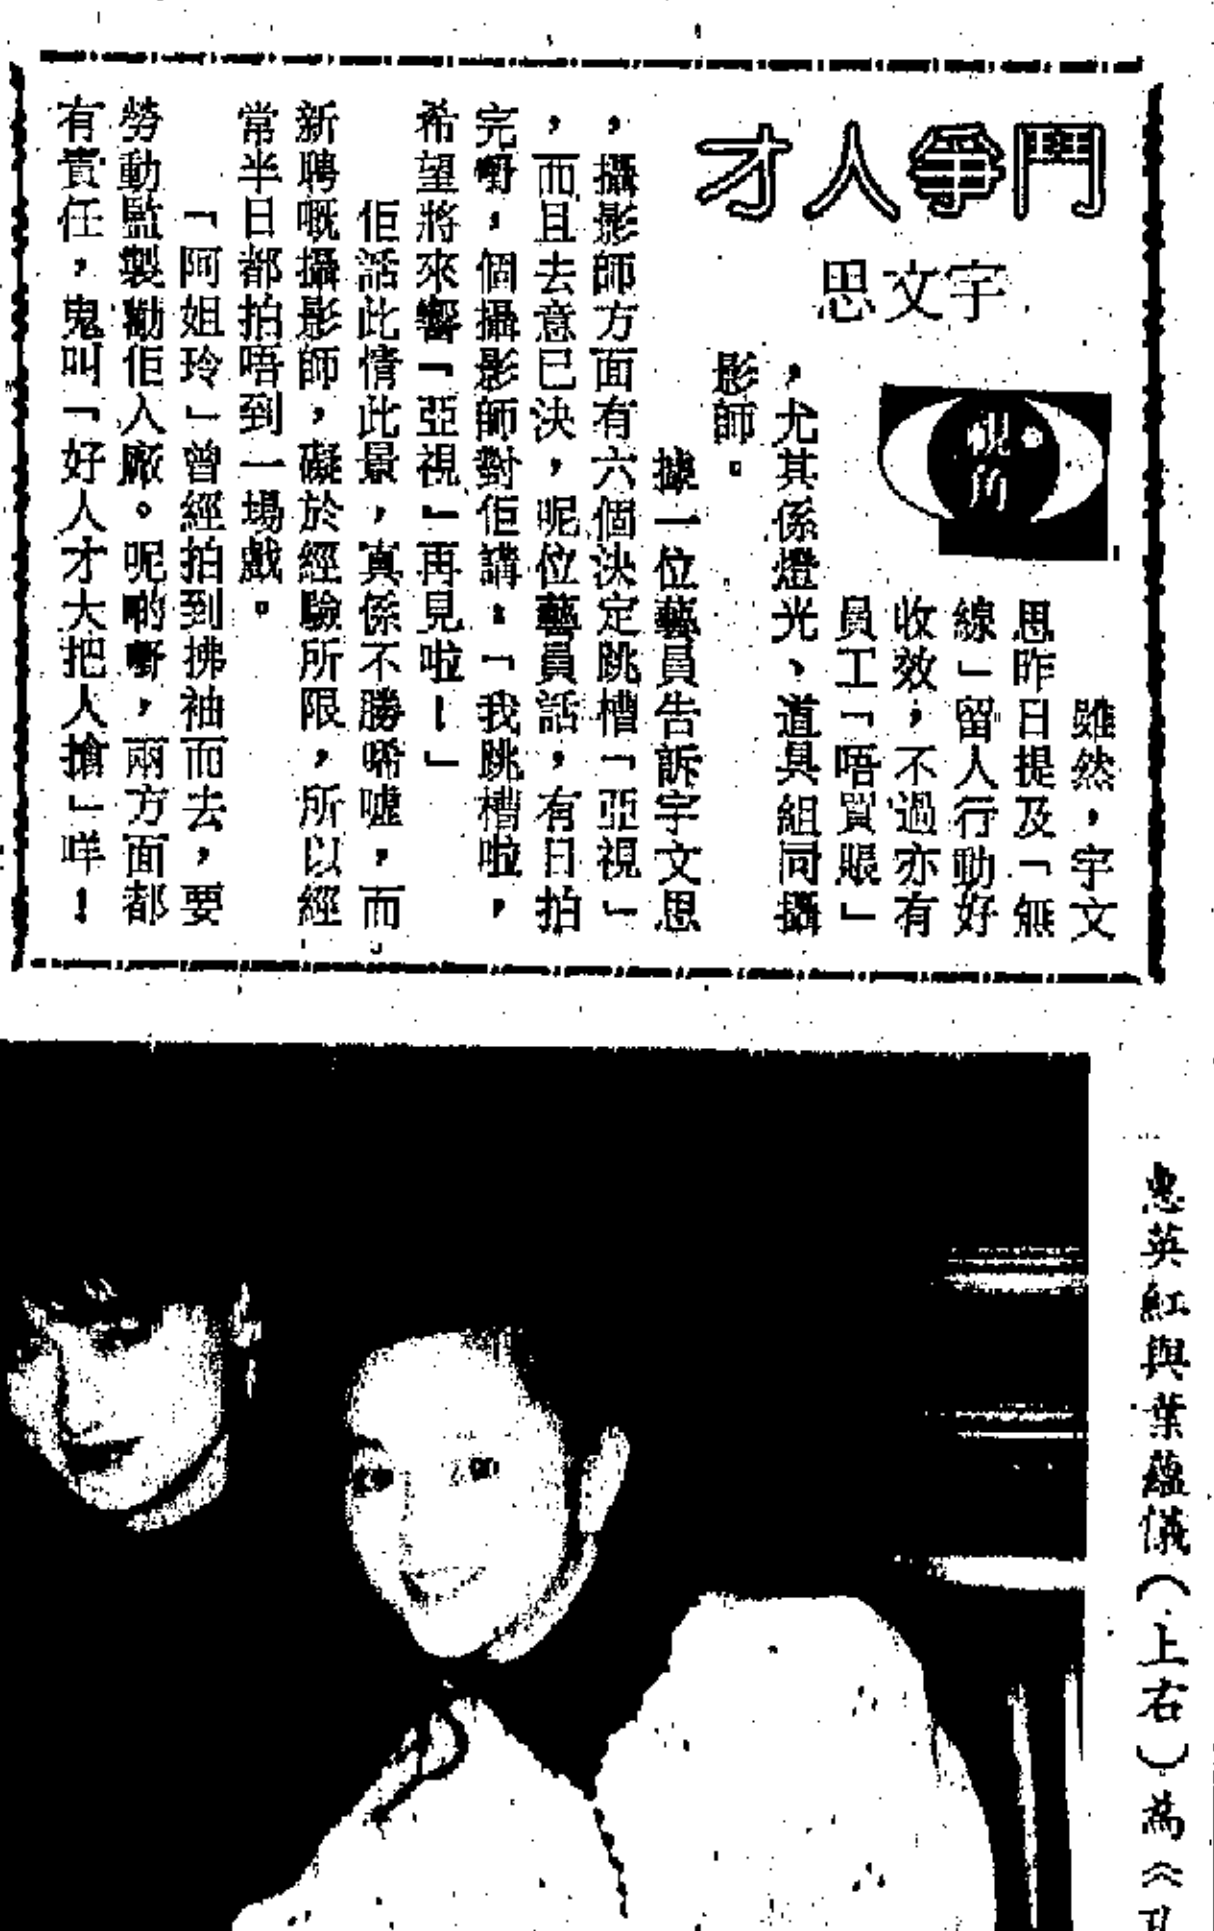 鬥爭人才
宇文思
視角
雖然，宇文
思昨日提及「無
線」留人行動好
收效，不過亦有
員工「唔買賬」
，尤其係燈光、道具組同攝
影師。
據一位藝員告訴宇文思
，攝影師方面有六個決定跳槽「亞視」
，而且去意已決，呢位藝員話，有日拍
完嘢，個攝影師對佢講：「我跳槽啦，
希望將來響「亞視」再見啦！」
佢話此情此景，真係不勝唏噓，而
新聘嘅攝影師，礙於經驗所限，所以經
常半日都拍唔到一場戲。
「阿姐玲」曾經拍到拂袖而去，要
勞動監製勸佢入廠。呢啲嘢，兩方面都
有責任，鬼叫「好人才大把人搶」咩！
惠英紅與葉蘊儀（上右）為《孔